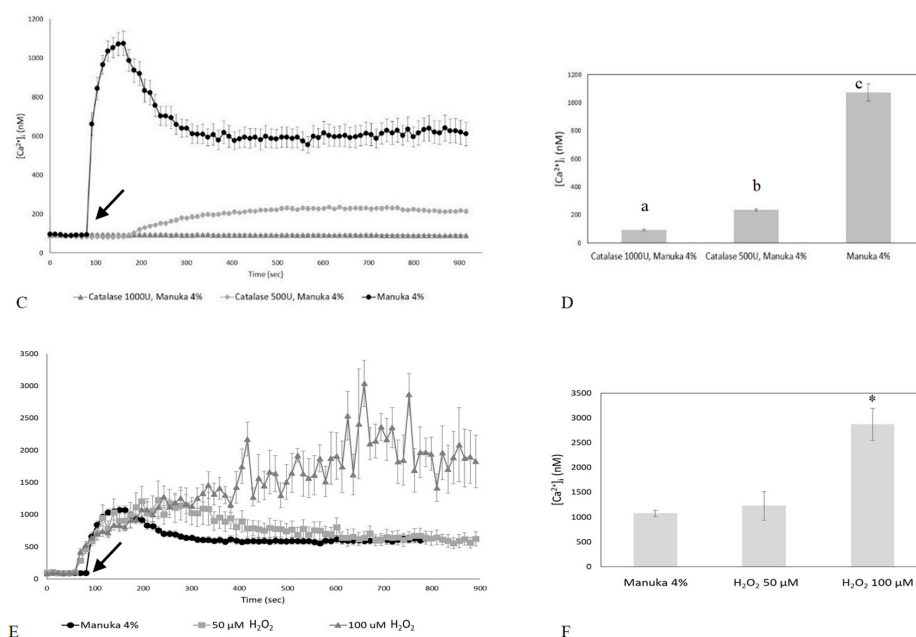 1200
1000
800
600
400
200
0
[Ca²⁺]ᵢ (nM)
0 100 200 300 400 500 600 700 800 900
Time (sec)
Catalase 1000U, Manuka 4% Catalase 500U, Manuka 4% Manuka 4%
C
1200
1000
800
600
400
200
0
[Ca²⁺]ᵢ (nM)
a
b
c
Catalase 1000U, Manuka 4% Catalase 500U, Manuka 4% Manuka 4%
D
3500
3000
2500
2000
1500
1000
500
0
0 100 200 300 400 500 600 700 800 900
Time (sec)
Manuka 4% 50 µM H₂O₂ 100 uM H₂O₂
E
3500
3000
2500
2000
1500
1000
500
0
[Ca²⁺]ᵢ (nM)
*
Manuka 4% H₂O₂ 50 µM H₂O₂ 100 µM
F